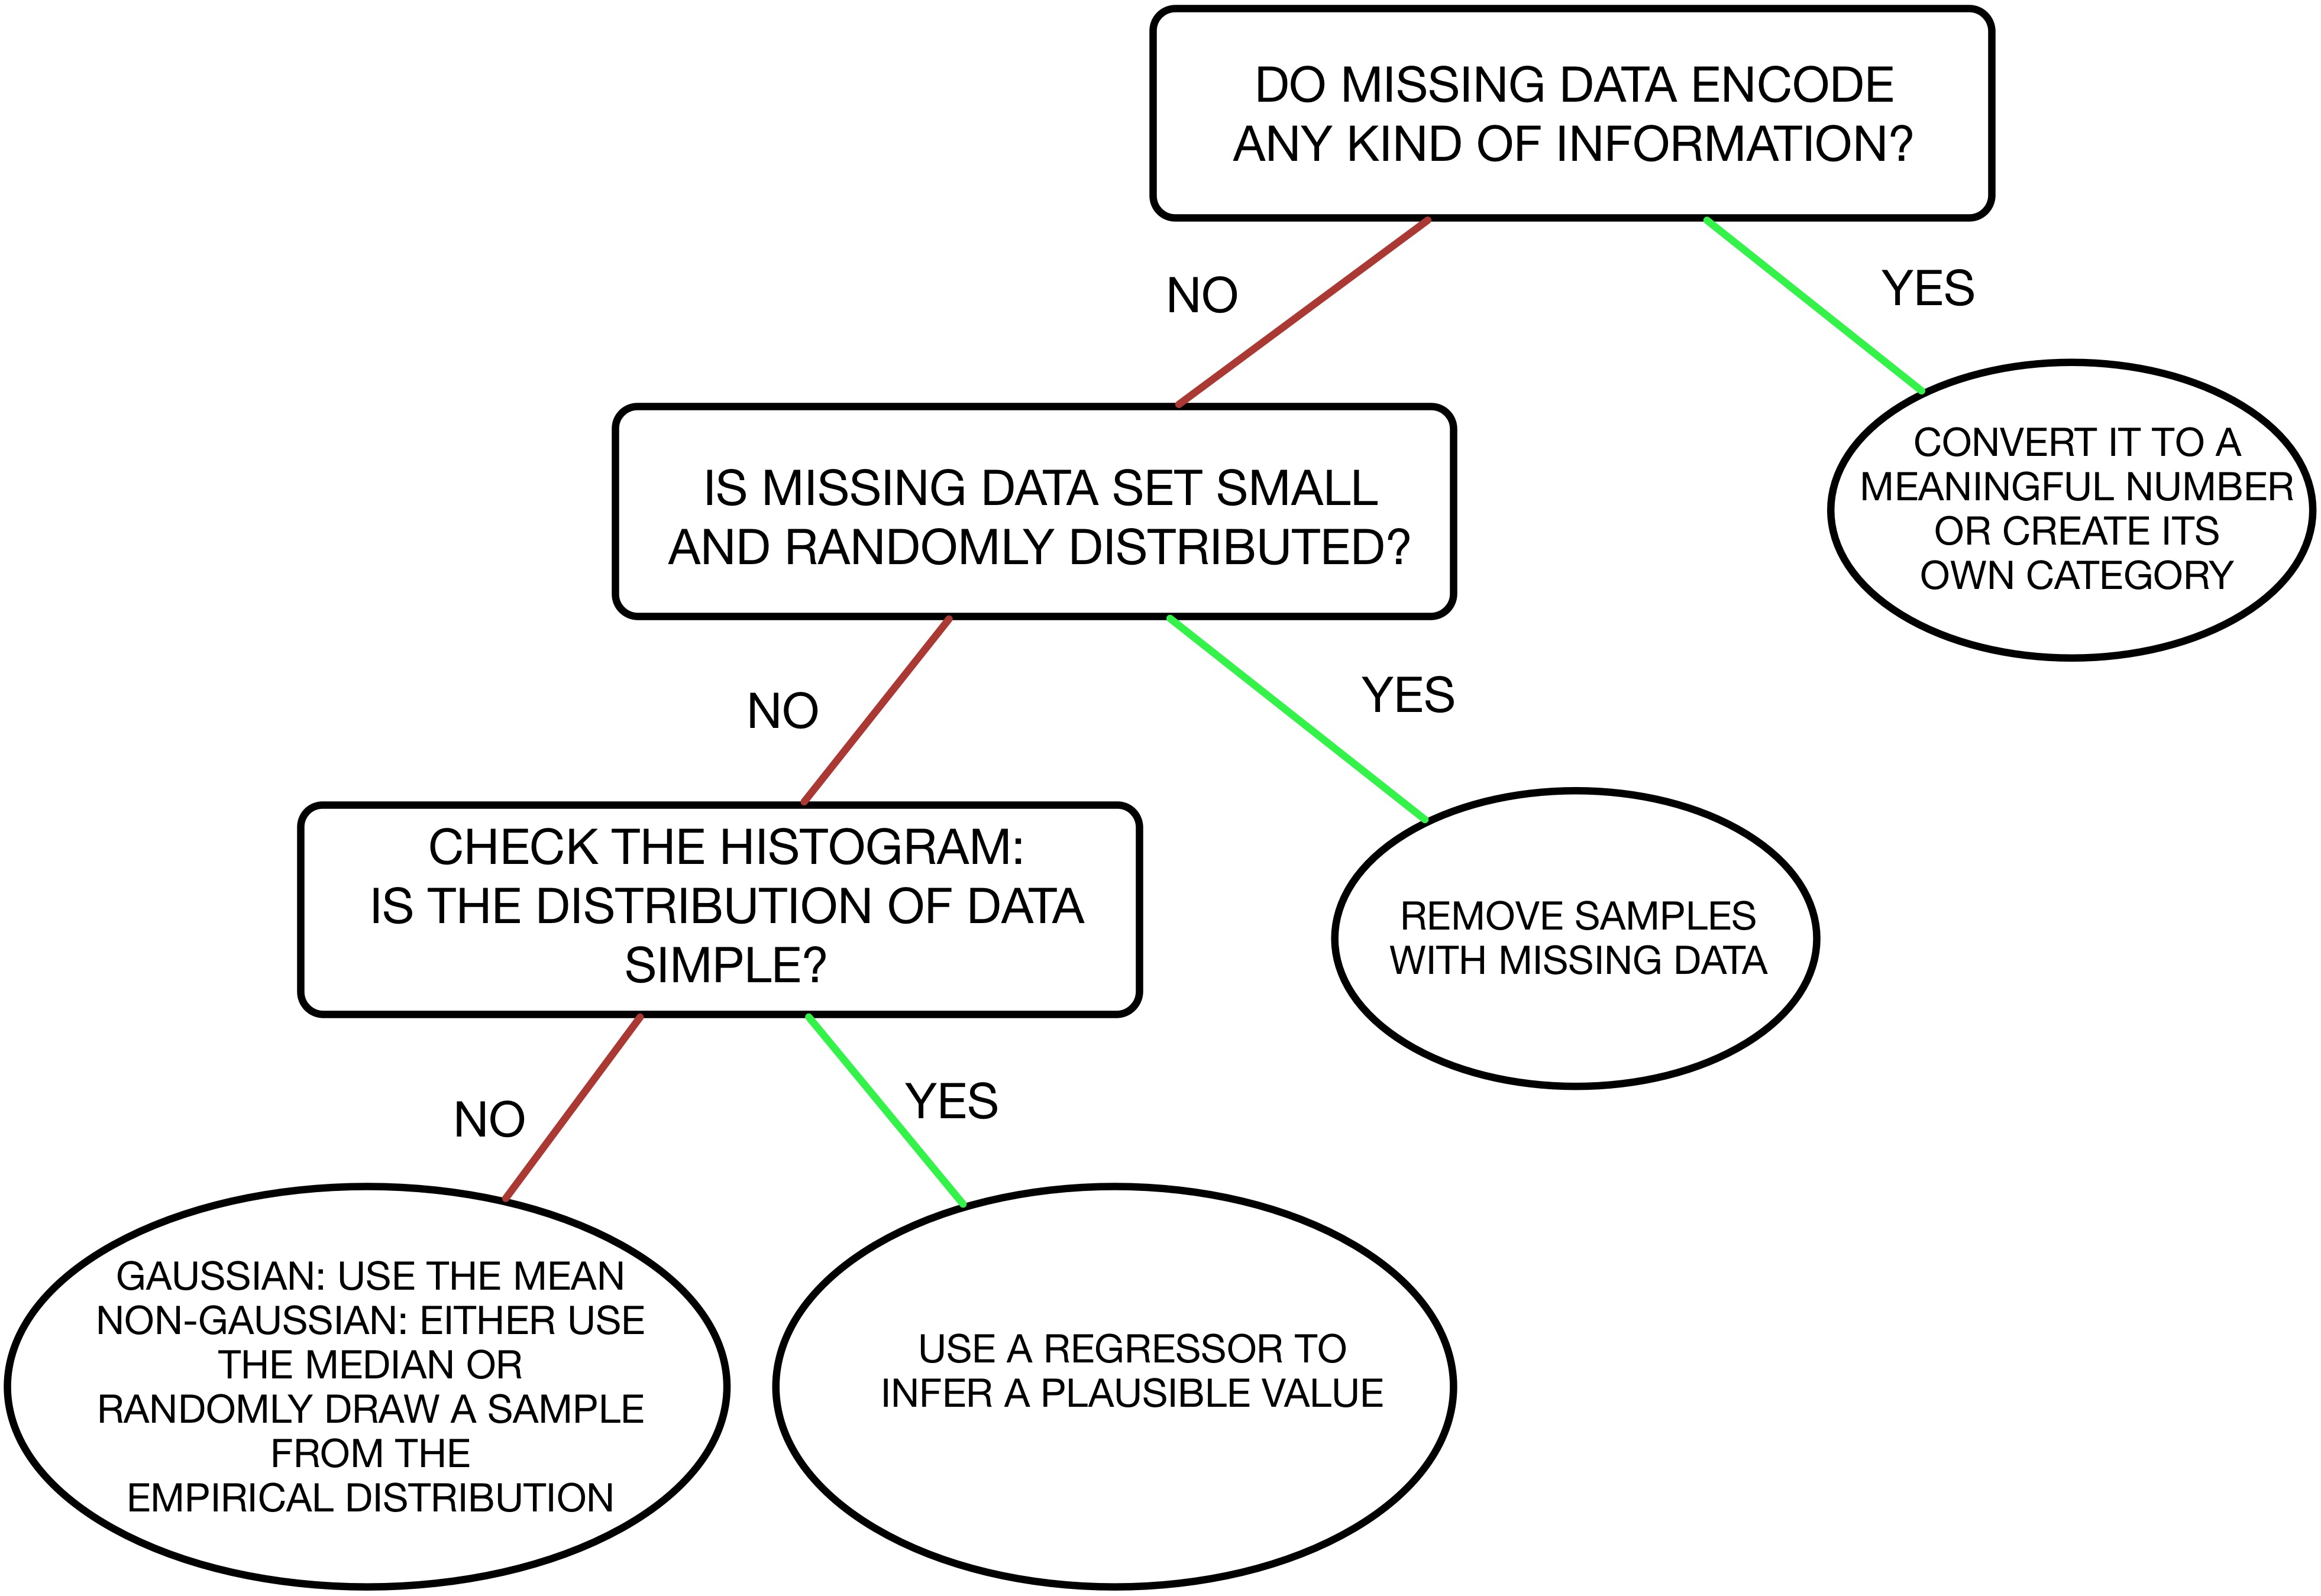 DO MISSING DATA ENCODE
ANY KIND OF INFORMATION?
NO
YES
CONVERT IT TO A
MEANINGFUL NUMBER
OR CREATE ITS
OWN CATEGORY
IS MISSING DATA SET SMALL
AND RANDOMLY DISTRIBUTED?
NO
YES
REMOVE SAMPLES
WITH MISSING DATA
CHECK THE HISTOGRAM:
IS THE DISTRIBUTION OF DATA
SIMPLE?
NO
YES
GAUSSIAN: USE THE MEAN
NON-GAUSSIAN: EITHER USE
THE MEDIAN OR
RANDOMLY DRAW A SAMPLE
FROM THE
EMPIRICAL DISTRIBUTION
USE A REGRESSOR TO
INFER A PLAUSIBLE VALUE